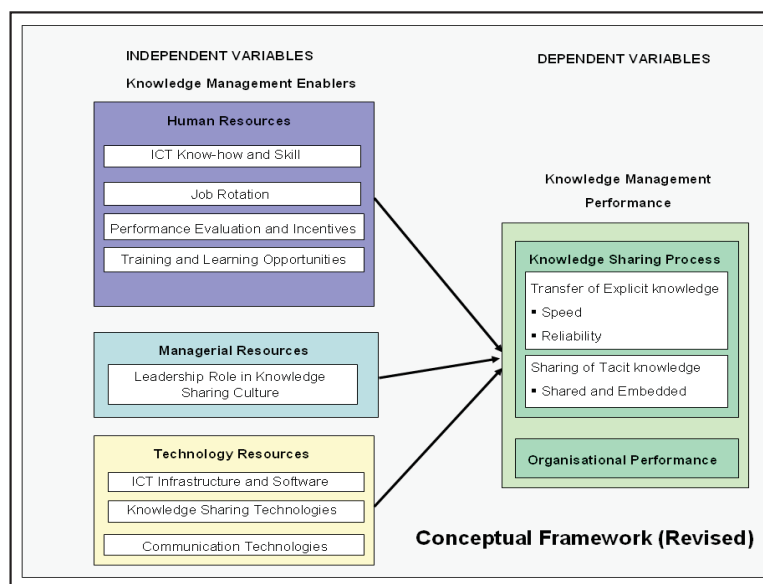 INDEPENDENT VARIABLES
Knowledge Management Enablers
Human Resources
ICT Know-how and Skill
Job Rotation
Performance Evaluation and Incentives
Training and Learning Opportunities
Managerial Resources
Leadership Role in Knowledge
Sharing Culture
Technology Resources
ICT Infrastructure and Software
Knowledge Sharing Technologies
Communication Technologies
DEPENDENT VARIABLES
Knowledge Management
Performance
Knowledge Sharing Process
Transfer of Explicit knowledge
▪ Speed
▪ Reliability
Sharing of Tacit knowledge
▪ Shared and Embedded
Organisational Performance
Conceptual Framework (Revised)